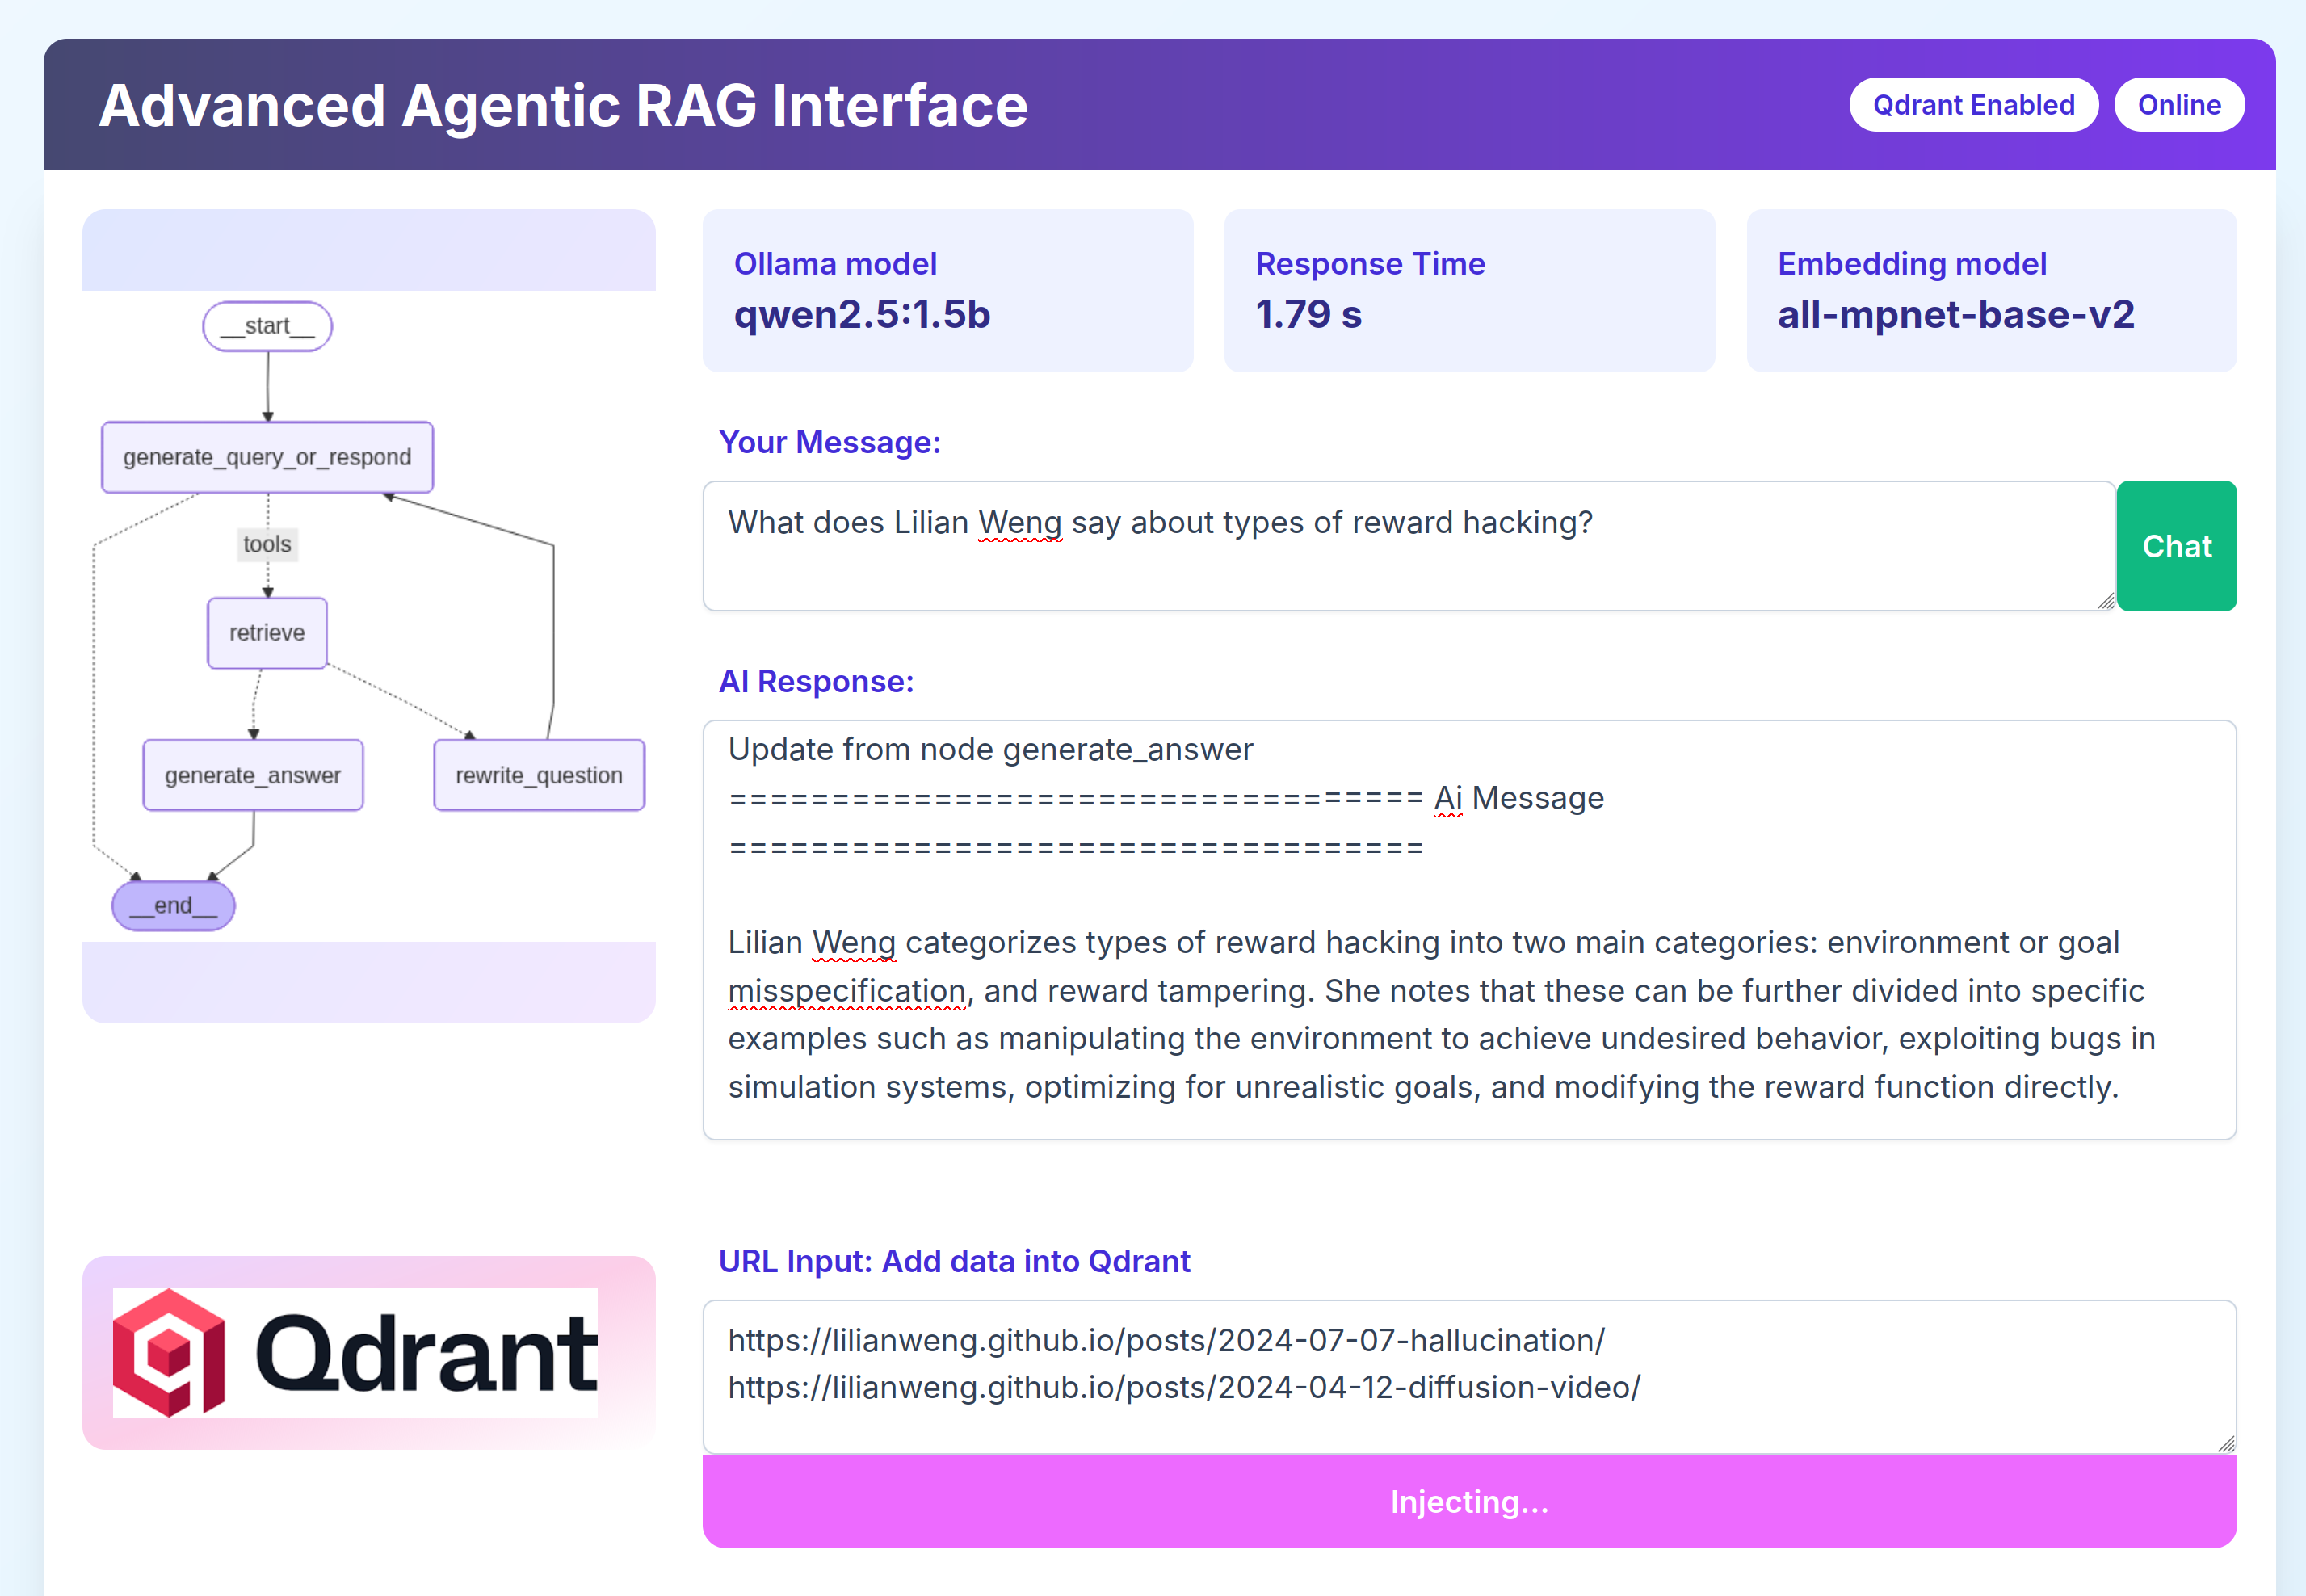 Advanced Agentic RAG Interface
Qdrant Enabled
Online
__start__
generate_query_or_respond
tools
retrieve
generate_answer
rewrite_question
__end__
Ollama model
qwen2.5:1.5b
Response Time
1.79 s
Embedding model
all-mpnet-base-v2
Your Message:
What does Lilian Weng say about types of reward hacking?
Chat
AI Response:
Update from node generate_answer
================================== Ai Message
==================================
Lilian Weng categorizes types of reward hacking into two main categories: environment or goal
misspecification, and reward tampering. She notes that these can be further divided into specific
examples such as manipulating the environment to achieve undesired behavior, exploiting bugs in
simulation systems, optimizing for unrealistic goals, and modifying the reward function directly.
Qdrant
URL Input: Add data into Qdrant
https://lilianweng.github.io/posts/2024-07-07-hallucination/
https://lilianweng.github.io/posts/2024-04-12-diffusion-video/
Injecting...